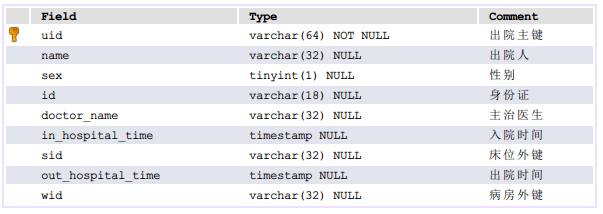 Field Type Comment
uid varchar(64) NOT NULL 出院主键
name varchar(32) NULL 出院人
sex tinyint(1) NULL 性别
id varchar(18) NULL 身份证
doctor_name varchar(32) NULL 主治医生
in_hospital_time timestamp NULL 入院时间
sid varchar(32) NULL 床位外键
out_hospital_time timestamp NULL 出院时间
wid varchar(32) NULL 病房外键